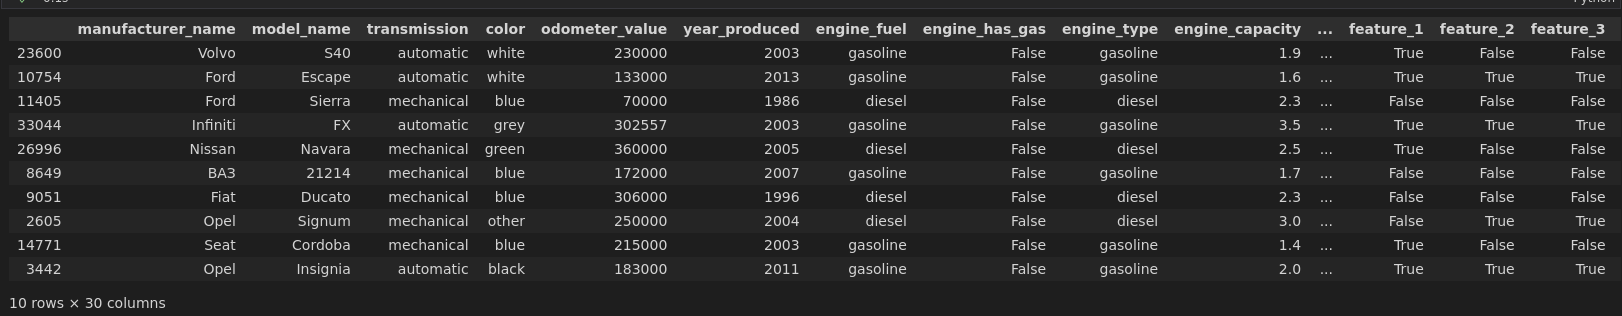 manufacturer_name model_name transmission color odometer_value year_produced engine_fuel engine_has_gas engine_type engine_capacity ... feature_1 feature_2 feature_3
23600 Volvo S40 automatic white 230000 2003 gasoline False gasoline 1.9 ... True False False
10754 Ford Escape automatic white 133000 2013 gasoline False gasoline 1.6 ... True True True
11405 Ford Sierra mechanical blue 70000 1986 diesel False diesel 2.3 ... False False False
33044 Infiniti FX automatic grey 302557 2003 gasoline False gasoline 3.5 ... True True True
26996 Nissan Navara mechanical green 360000 2005 diesel False diesel 2.5 ... True False False
8649 ВАЗ 21214 mechanical blue 172000 2007 gasoline False gasoline 1.7 ... False False False
9051 Fiat Ducato mechanical blue 306000 1996 diesel False diesel 2.3 ... False False False
2605 Opel Signum mechanical other 250000 2004 diesel False diesel 3.0 ... False True True
14771 Seat Cordoba mechanical blue 215000 2003 gasoline False gasoline 1.4 ... True False False
3442 Opel Insignia automatic black 183000 2011 gasoline False gasoline 2.0 ... True True True
10 rows × 30 columns